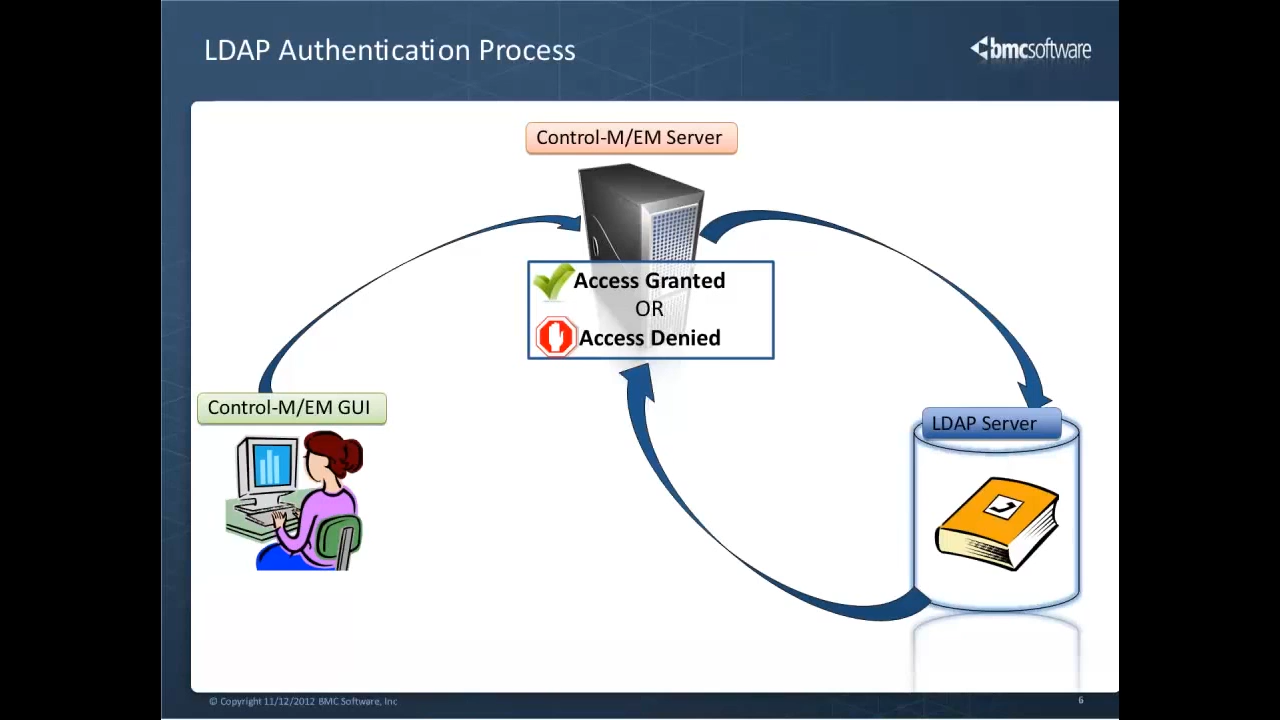 LDAP Authentication Process
bmcsoftware
Control-M/EM Server
Access Granted
OR
Access Denied
Control-M/EM GUI
LDAP Server
© Copyright 11/12/2012 BMC Software, Inc
6